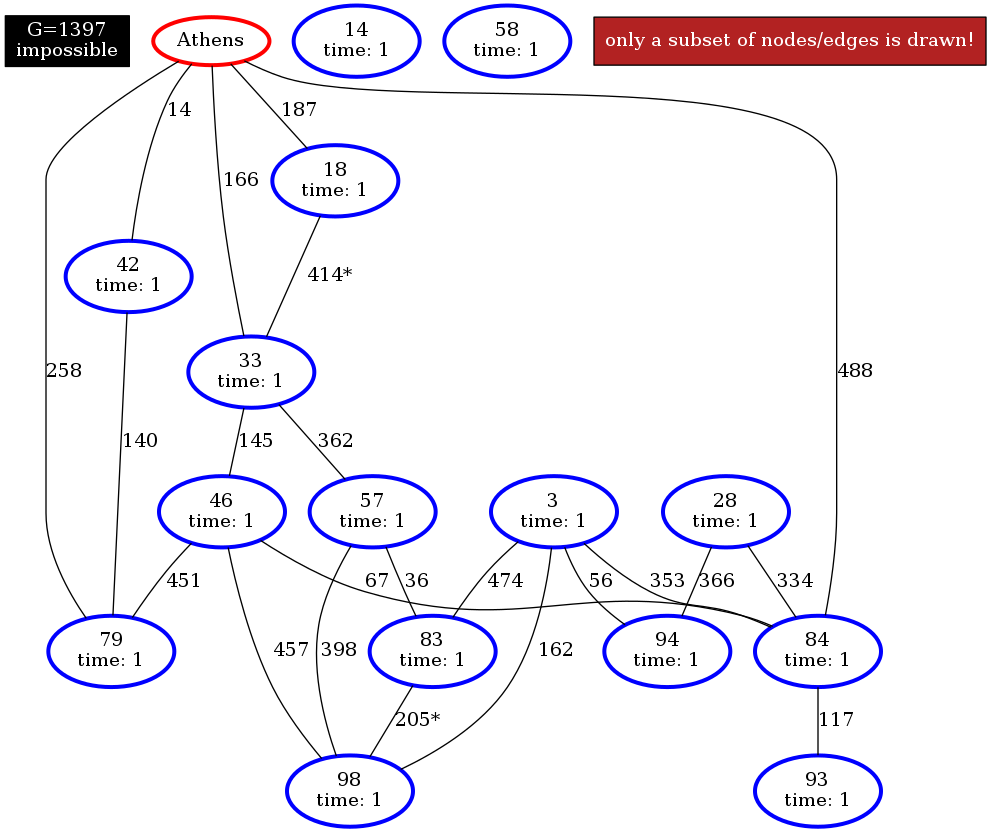 G=1397
impossible
Athens
14
time: 1
58
time: 1
only a subset of nodes/edges is drawn!
14
187
166
18
time: 1
42
time: 1
414*
33
time: 1
258
488
140
145
362
46
time: 1
57
time: 1
3
time: 1
28
time: 1
451
67
36
474
56
353
366
334
79
time: 1
457
398
83
time: 1
162
94
time: 1
84
time: 1
205*
117
98
time: 1
93
time: 1